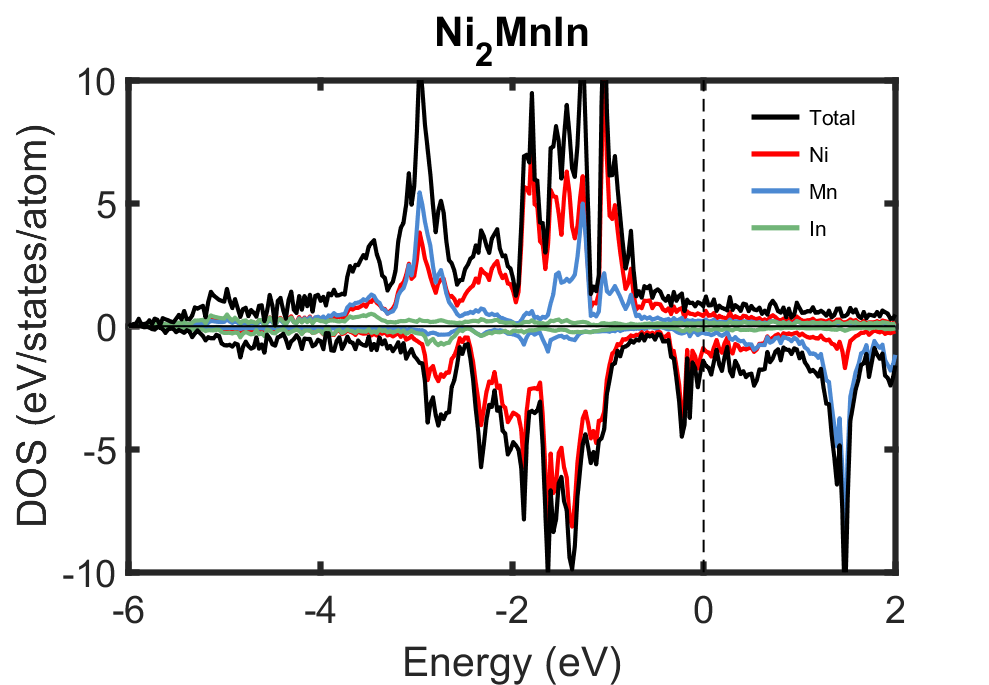 Ni2MnIn
DOS (eV/states/atom)
10
5
0
-5
-10
Total
Ni
Mn
In
-6
-4
-2
0
2
Energy (eV)